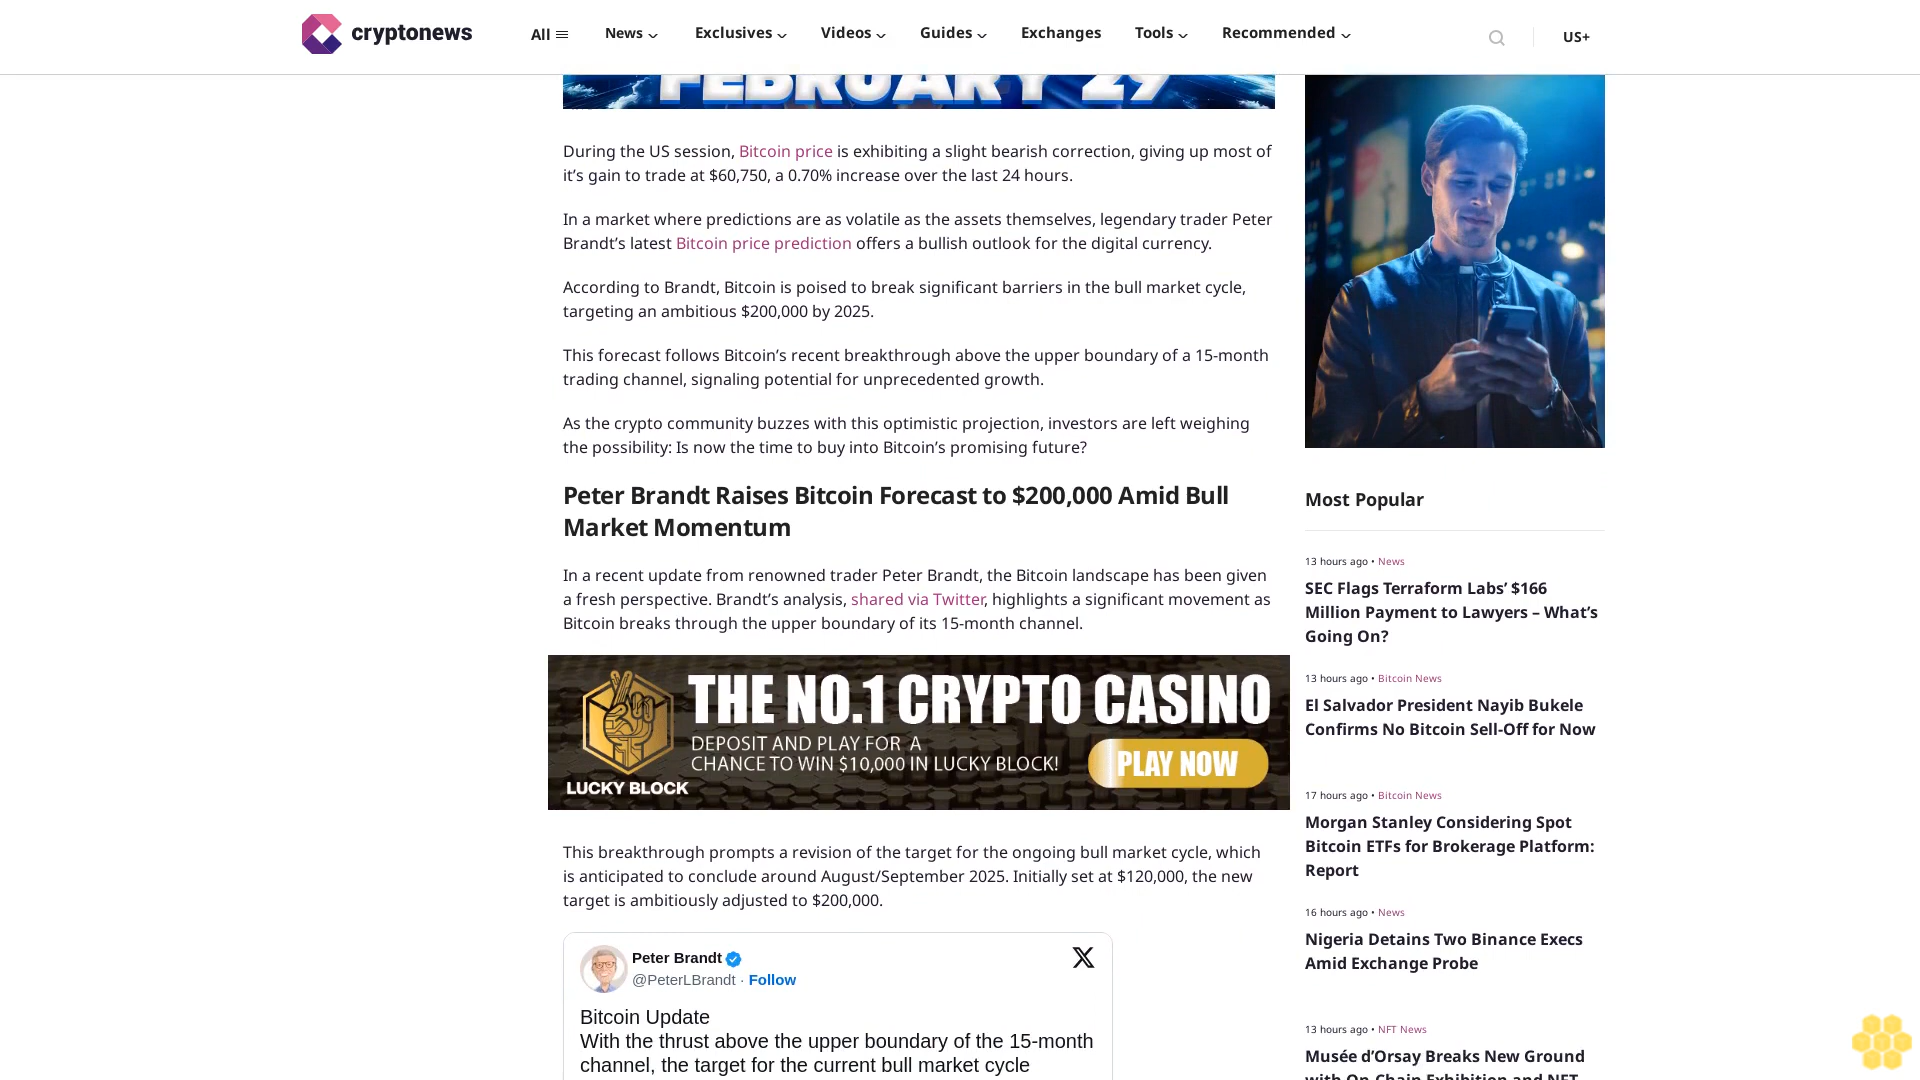 cryptonews
All
News
Exclusives
Videos
Guides
Exchanges
Tools
Recommended
US+
FEBRUARY 29
During the US session, Bitcoin price is exhibiting a slight bearish correction, giving up most of
it’s gain to trade at $60,750, a 0.70% increase over the last 24 hours.
In a market where predictions are as volatile as the assets themselves, legendary trader Peter
Brandt’s latest Bitcoin price prediction offers a bullish outlook for the digital currency.
According to Brandt, Bitcoin is poised to break significant barriers in the bull market cycle,
targeting an ambitious $200,000 by 2025.
This forecast follows Bitcoin’s recent breakthrough above the upper boundary of a 15-month
trading channel, signaling potential for unprecedented growth.
As the crypto community buzzes with this optimistic projection, investors are left weighing
the possibility: Is now the time to buy into Bitcoin’s promising future?
Peter Brandt Raises Bitcoin Forecast to $200,000 Amid Bull
Market Momentum
In a recent update from renowned trader Peter Brandt, the Bitcoin landscape has been given
a fresh perspective. Brandt’s analysis, shared via Twitter, highlights a significant movement as
Bitcoin breaks through the upper boundary of its 15-month channel.
THE NO.1 CRYPTO CASINO
DEPOSIT AND PLAY FOR A
CHANCE TO WIN $10,000 IN LUCKY BLOCK!
PLAY NOW
LUCKY BLOCK
This breakthrough prompts a revision of the target for the ongoing bull market cycle, which
is anticipated to conclude around August/September 2025. Initially set at $120,000, the new
target is ambitiously adjusted to $200,000.
Peter Brandt
@PeterLBrandt · Follow
Bitcoin Update
With the thrust above the upper boundary of the 15-month
channel, the target for the current bull market cycle
Most Popular
13 hours ago • News
SEC Flags Terraform Labs’ $166
Million Payment to Lawyers – What’s
Going On?
13 hours ago • Bitcoin News
El Salvador President Nayib Bukele
Confirms No Bitcoin Sell-Off for Now
17 hours ago • Bitcoin News
Morgan Stanley Considering Spot
Bitcoin ETFs for Brokerage Platform:
Report
16 hours ago • News
Nigeria Detains Two Binance Execs
Amid Exchange Probe
13 hours ago • NFT News
Musée d’Orsay Breaks New Ground
with On-Chain Exhibition and NFT